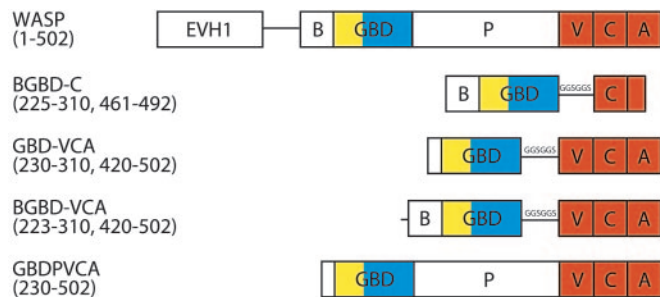 WASP
(1-502)
EVH1 B GBD P V C A
BGBD-C
(225-310, 461-492)
B GBD GGSGGS C
GBD-VCA
(230-310, 420-502)
GBD GGSGGS V C A
BGBD-VCA
(223-310, 420-502)
B GBD GGSGGS V C A
GBDPVCA
(230-502)
GBD P V C A